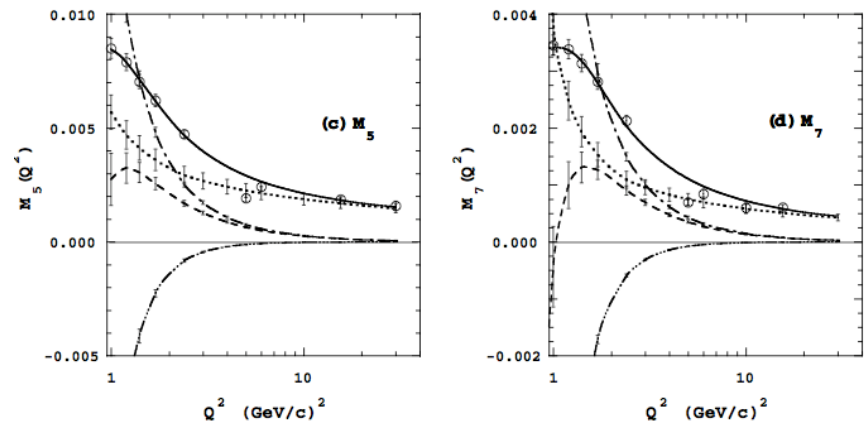 0.010
0.005
0.000
-0.005
M5(Q²)
(c) M5
1
10
Q² (GeV/c)²
0.004
0.002
0.000
-0.002
M7(Q²)
(d) M7
1
10
Q² (GeV/c)²